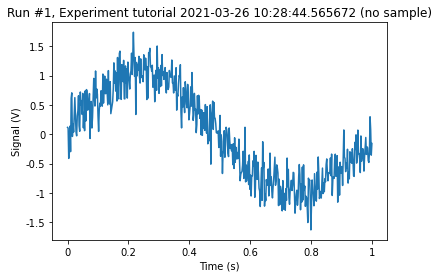 Run #1, Experiment tutorial 2021-03-26 10:28:44.565672 (no sample)
1.5
1
0.5
0
-0.5
-1
-1.5
Signal (V)
0 0.2 0.4 0.6 0.8 1
Time (s)